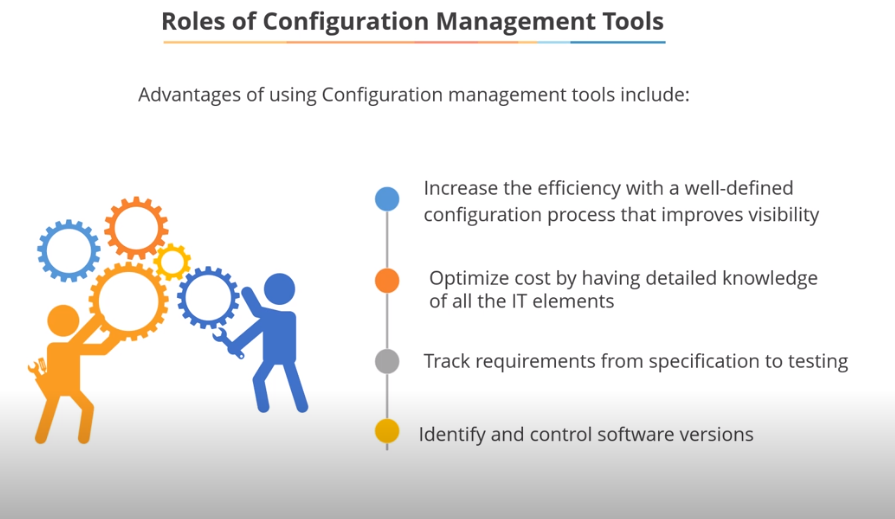 Roles of Configuration Management Tools
Advantages of using Configuration management tools include:
Increase the efficiency with a well-defined
configuration process that improves visibility
Optimize cost by having detailed knowledge
of all the IT elements
Track requirements from specification to testing
Identify and control software versions